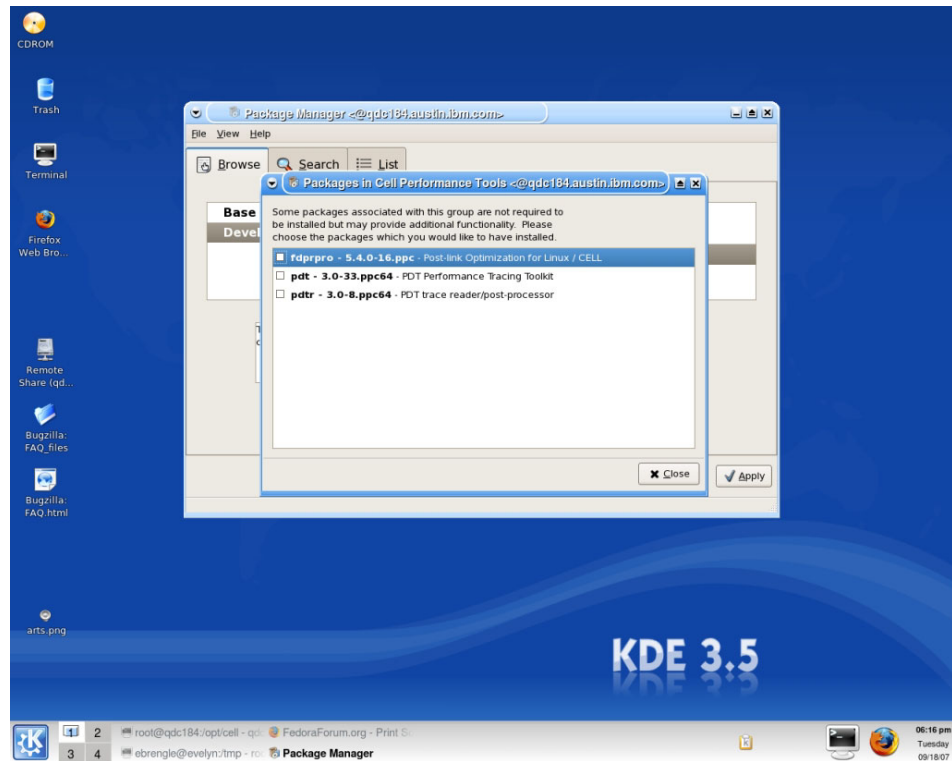 CDROM
Trash
Terminal
Firefox
Web Bro...
Remote
Share (qd...
Bugzilla:
FAQ_files
Bugzilla:
FAQ.html
arts.png
Package Manager <@qdc184.austin.ibm.com>
File View Help
Browse Search List
Base
Devel
Packages in Cell Performance Tools <@qdc184.austin.ibm.com>
Some packages associated with this group are not required to
be installed but may provide additional functionality. Please
choose the packages which you would like to have installed.
fdprpro - 5.4.0-16.ppc - Post-link Optimization for Linux / CELL
pdt - 3.0-33.ppc64 - PDT Performance Tracing Toolkit
pdtr - 3.0-8.ppc64 - PDT trace reader/post-processor
Close
Apply
KDE 3.5
1 2
3 4
root@qdc184:/opt/cell - qdc
FedoraForum.org - Print Sc
ebrengle@evelyn:/tmp - roo
Package Manager
06:16 pm
Tuesday
09/18/07